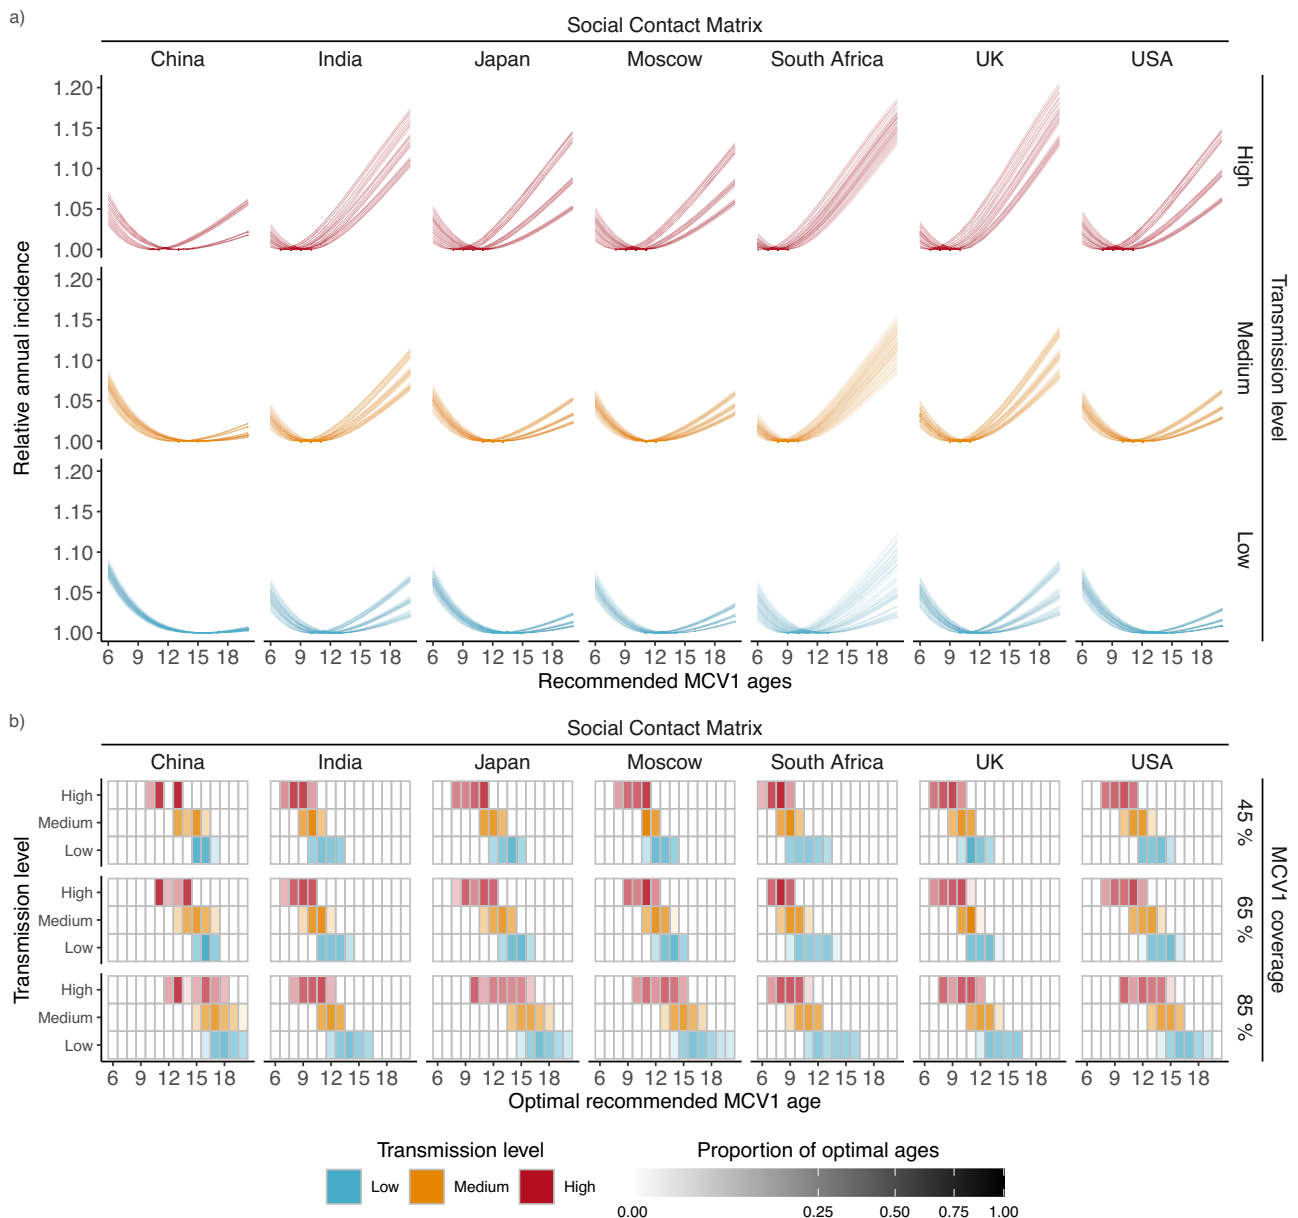 a)
Social Contact Matrix
China India Japan Moscow South Africa UK USA
1.20
1.15
1.10
1.05
1.00
High
1.20
1.15
1.10
1.05
1.00
Medium
1.20
1.15
1.10
1.05
1.00
Low
Relative annual incidence
Transmission level
6 9 12 15 18 6 9 12 15 18 6 9 12 15 18 6 9 12 15 18 6 9 12 15 18 6 9 12 15 18 6 9 12 15 18
Recommended MCV1 ages
b)
Social Contact Matrix
China India Japan Moscow South Africa UK USA
High
Medium
Low
45 %
High
Medium
Low
65 %
High
Medium
Low
85 %
Transmission level
MCV1 coverage
6 9 12 15 18 6 9 12 15 18 6 9 12 15 18 6 9 12 15 18 6 9 12 15 18 6 9 12 15 18 6 9 12 15 18
Optimal recommended MCV1 age
Transmission level
Low Medium High
Proportion of optimal ages
0.00 0.25 0.50 0.75 1.00